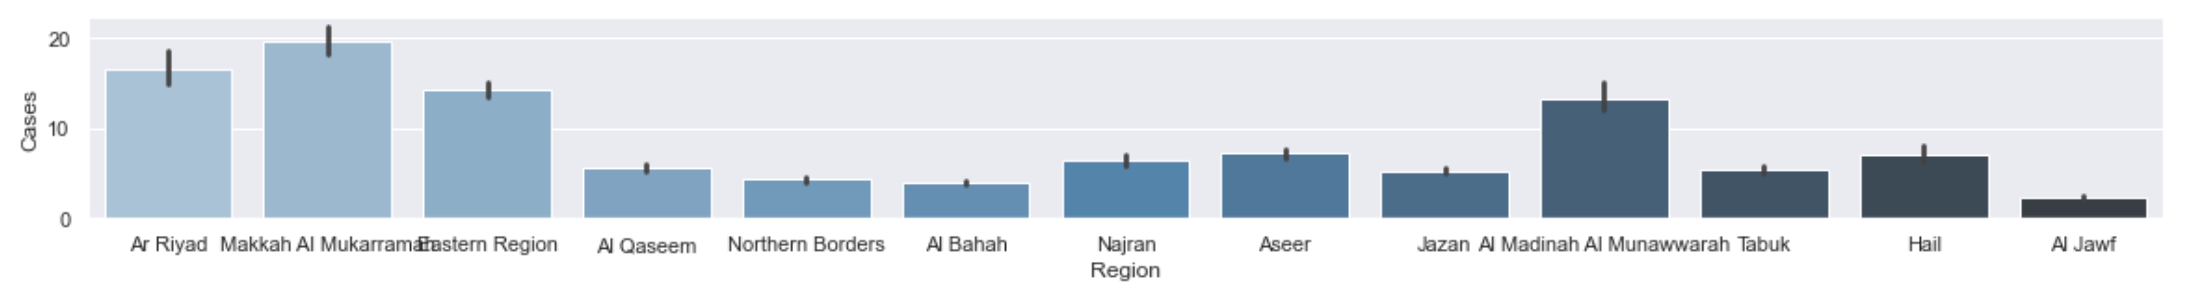 20
10
0
Cases
Ar Riyad Makkah Al Mukarramah Eastern Region Al Qaseem Northern Borders Al Bahah Najran Aseer Jazan Al Madinah Al Munawwarah Tabuk Hail Al Jawf
Region